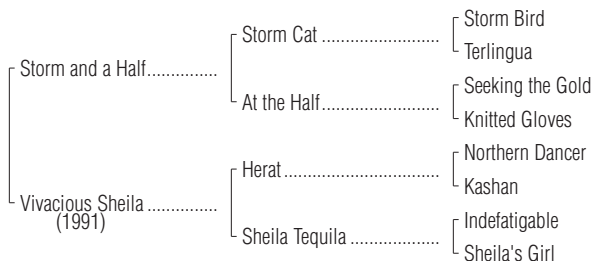 Storm Bird
Storm Cat ........................
Terlingua
Storm and a Half..............
Seeking the Gold
At the Half........................
Knitted Gloves
Northern Dancer
Herat ................................
Kashan
Vivacious Sheila ..............
(1991)
Indefatigable
Sheila Tequila ..................
Sheila's Girl